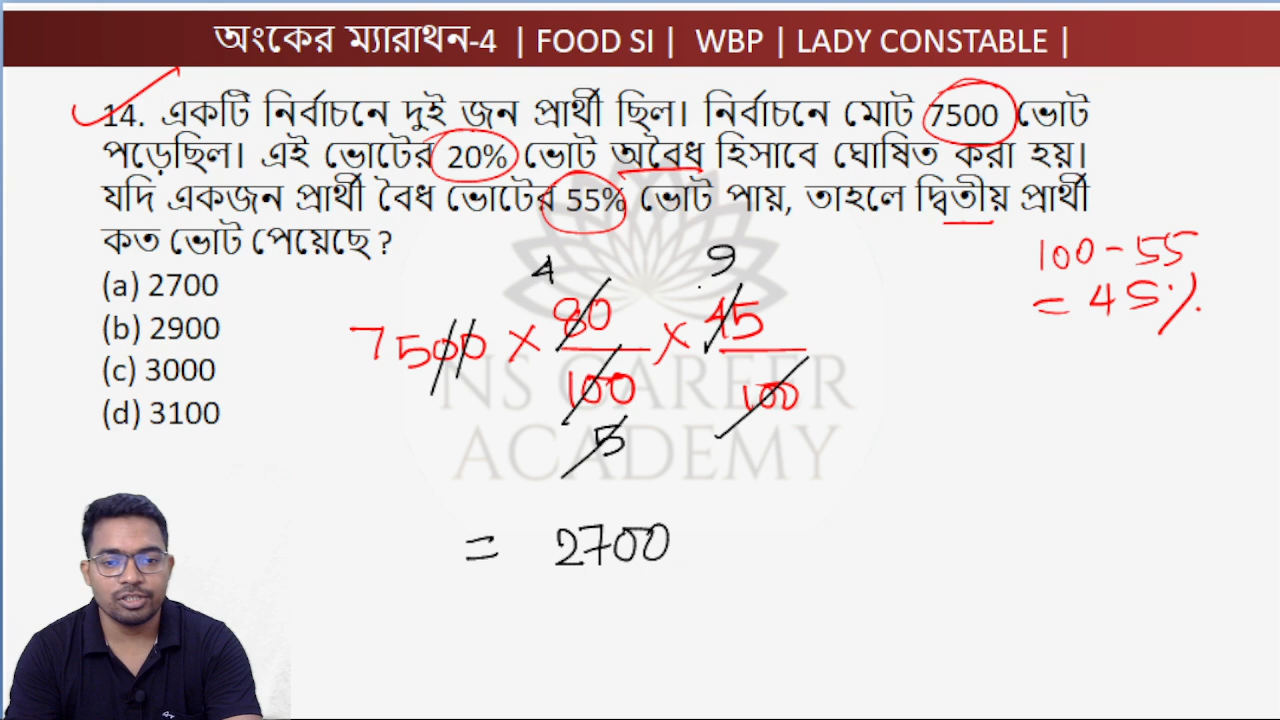 অংকের ম্যারাথন-4 | FOOD SI | WBP | LADY CONSTABLE |
14. একটি নির্বাচনে দুই জন প্রার্থী ছিল। নির্বাচনে মোট 7500 ভোট
পড়েছিল। এই ভোটের 20% ভোট অবৈধ হিসাবে ঘোষিত করা হয়।
যদি একজন প্রার্থী বৈধ ভোটের 55% ভোট পায়, তাহলে দ্বিতীয় প্রার্থী
কত ভোট পেয়েছে ?
(a) 2700
(b) 2900
(c) 3000
(d) 3100
100 - 55
= 45%
4 9
7500 × 80 × 45
100 100
5
= 2700
NS CAREER
ACADEMY